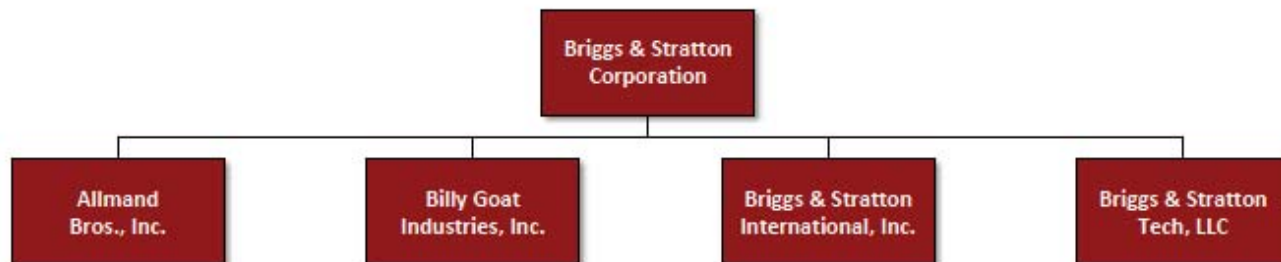 Briggs & Stratton
Corporation
Allmand
Bros., Inc.
Billy Goat
Industries, Inc.
Briggs & Stratton
International, Inc.
Briggs & Stratton
Tech, LLC